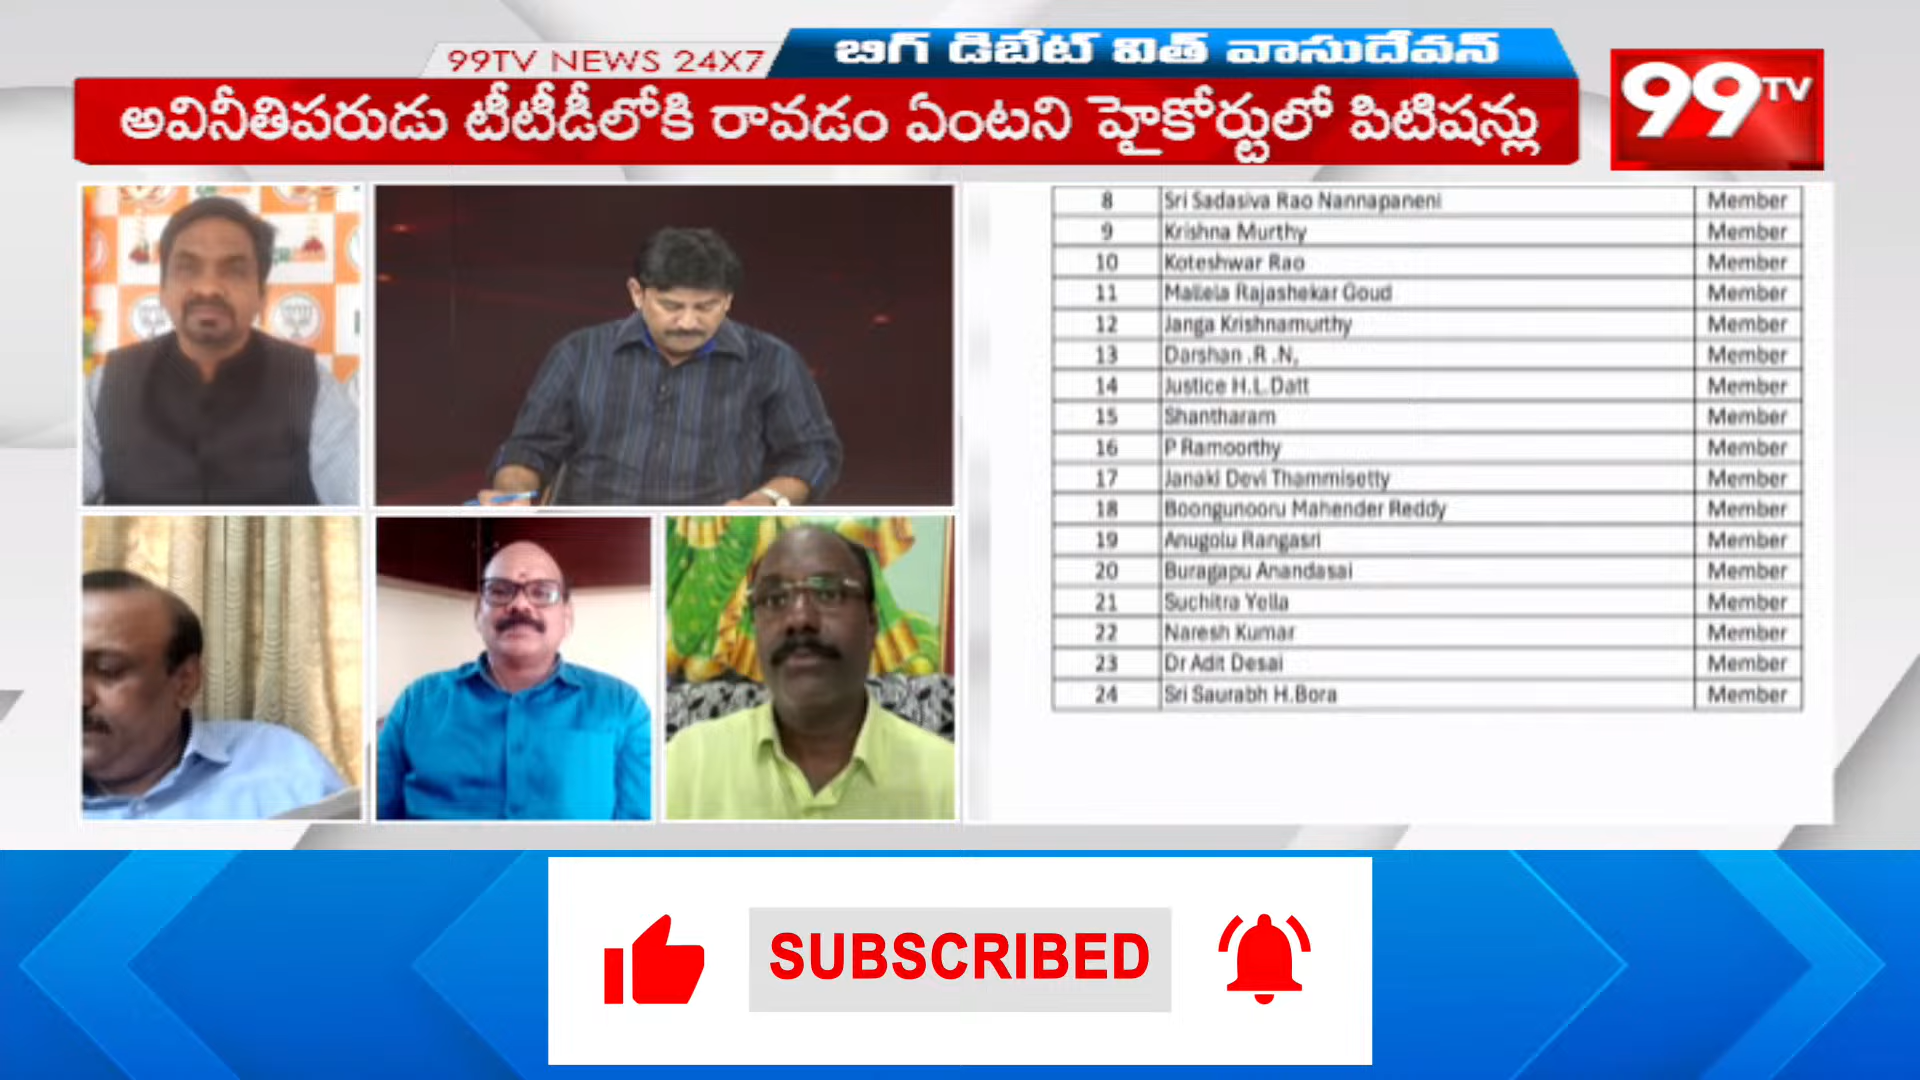 99TV NEWS 24X7
బిగ్ డిబేట్ విత్ వాసుదేవన్
అవినీతిపరుడు టీటీడీలోకి రావడం ఏంటని హైకోర్టులో పిటిషన్లు
99TV
8 Sri Sadasiva Rao Nannapaneni Member
9 Krishna Murthy Member
10 Koteshwar Rao Member
11 Mallela Rajashekar Goud Member
12 Janga Krishnamurthy Member
13 Darshan .R .N, Member
14 Justice H.L.Datt Member
15 Shantharam Member
16 P Ramoorthy Member
17 Janaki Devi Thammisetty Member
18 Boongunooru Mahender Reddy Member
19 Anugolu Rangasri Member
20 Buragapu Anandasai Member
21 Suchitra Yella Member
22 Naresh Kumar Member
23 Dr Adit Desai Member
24 Sri Saurabh H.Bora Member
SUBSCRIBED